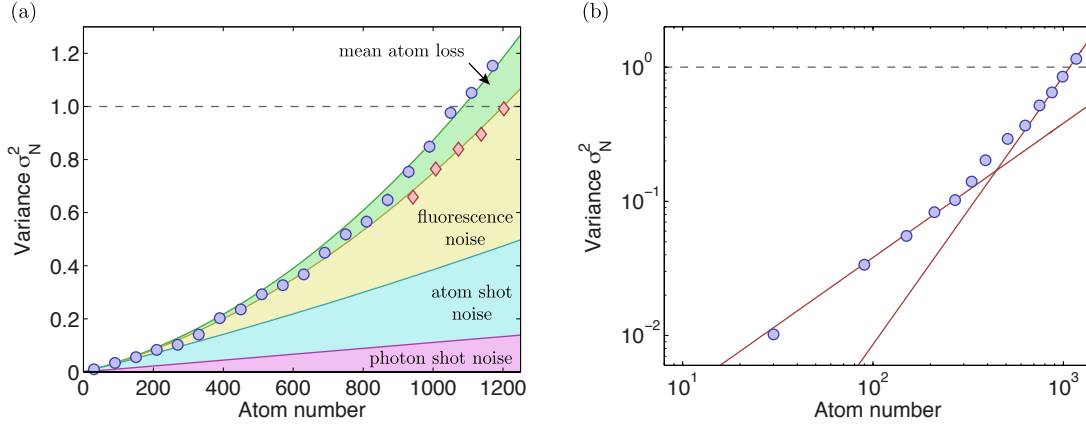 (a)
mean atom loss
fluorescence
noise
atom shot
noise
photon shot noise
Variance σ²_N
0
0.2
0.4
0.6
0.8
1.0
1.2
0 200 400 600 800 1000 1200
Atom number
(b)
Variance σ²_N
10⁰
10⁻¹
10⁻²
10¹ 10² 10³
Atom number